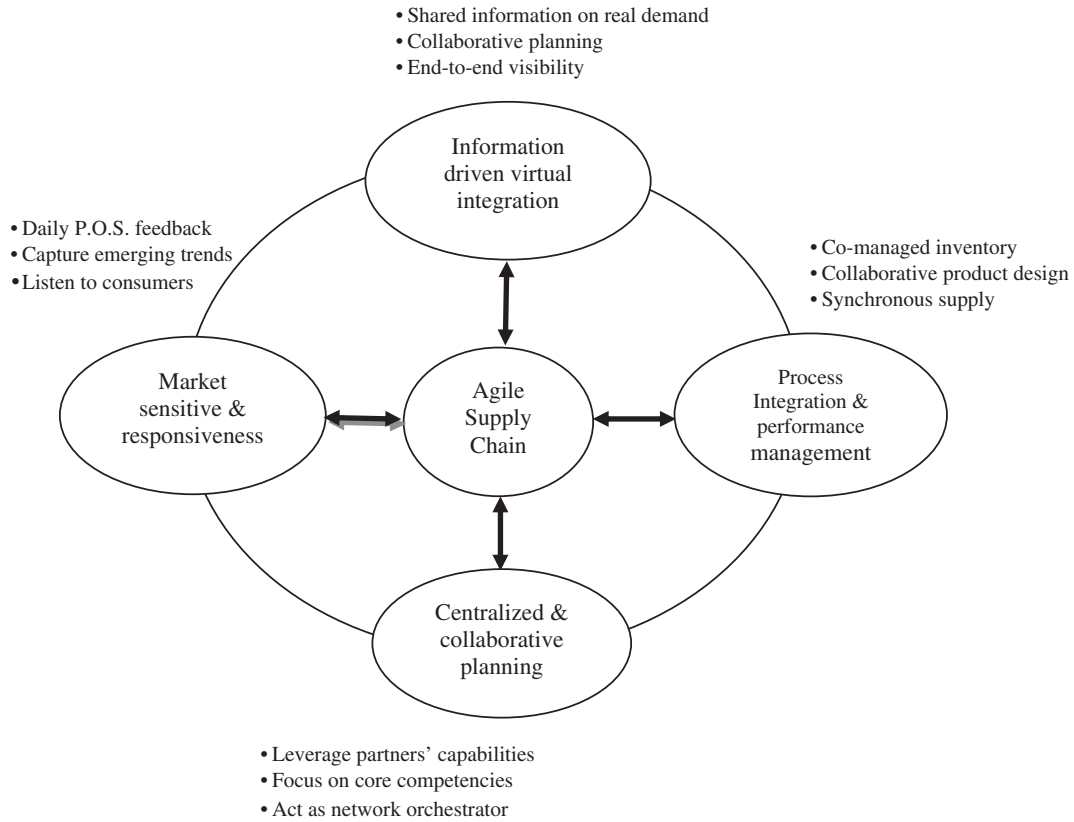 • Shared information on real demand
• Collaborative planning
• End-to-end visibility
Information
driven virtual
integration
• Daily P.O.S. feedback
• Capture emerging trends
• Listen to consumers
• Co-managed inventory
• Collaborative product design
• Synchronous supply
Market
sensitive &
responsiveness
Agile
Supply
Chain
Process
Integration &
performance
management
Centralized &
collaborative
planning
• Leverage partners’ capabilities
• Focus on core competencies
• Act as network orchestrator